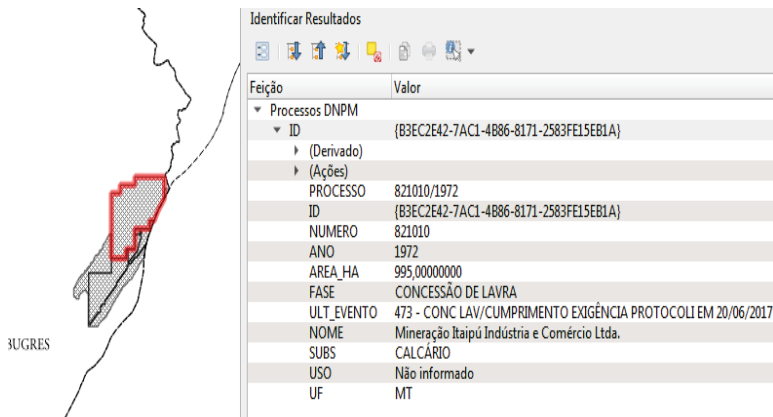 Identificar Resultados
Feição Valor
Processos DNPM
ID {B3EC2E42-7AC1-4B86-8171-2583FE15EB1A}
(Derivado)
(Ações)
PROCESSO 821010/1972
ID {B3EC2E42-7AC1-4B86-8171-2583FE15EB1A}
NUMERO 821010
ANO 1972
AREA_HA 995,00000000
FASE CONCESSÃO DE LAVRA
ULT_EVENTO 473 - CONC LAV/CUMPRIMENTO EXIGÊNCIA PROTOCOLI EM 20/06/2017
NOME Mineração Itaipú Indústria e Comércio Ltda.
SUBS CALCÁRIO
USO Não informado
UF MT
BUGRES